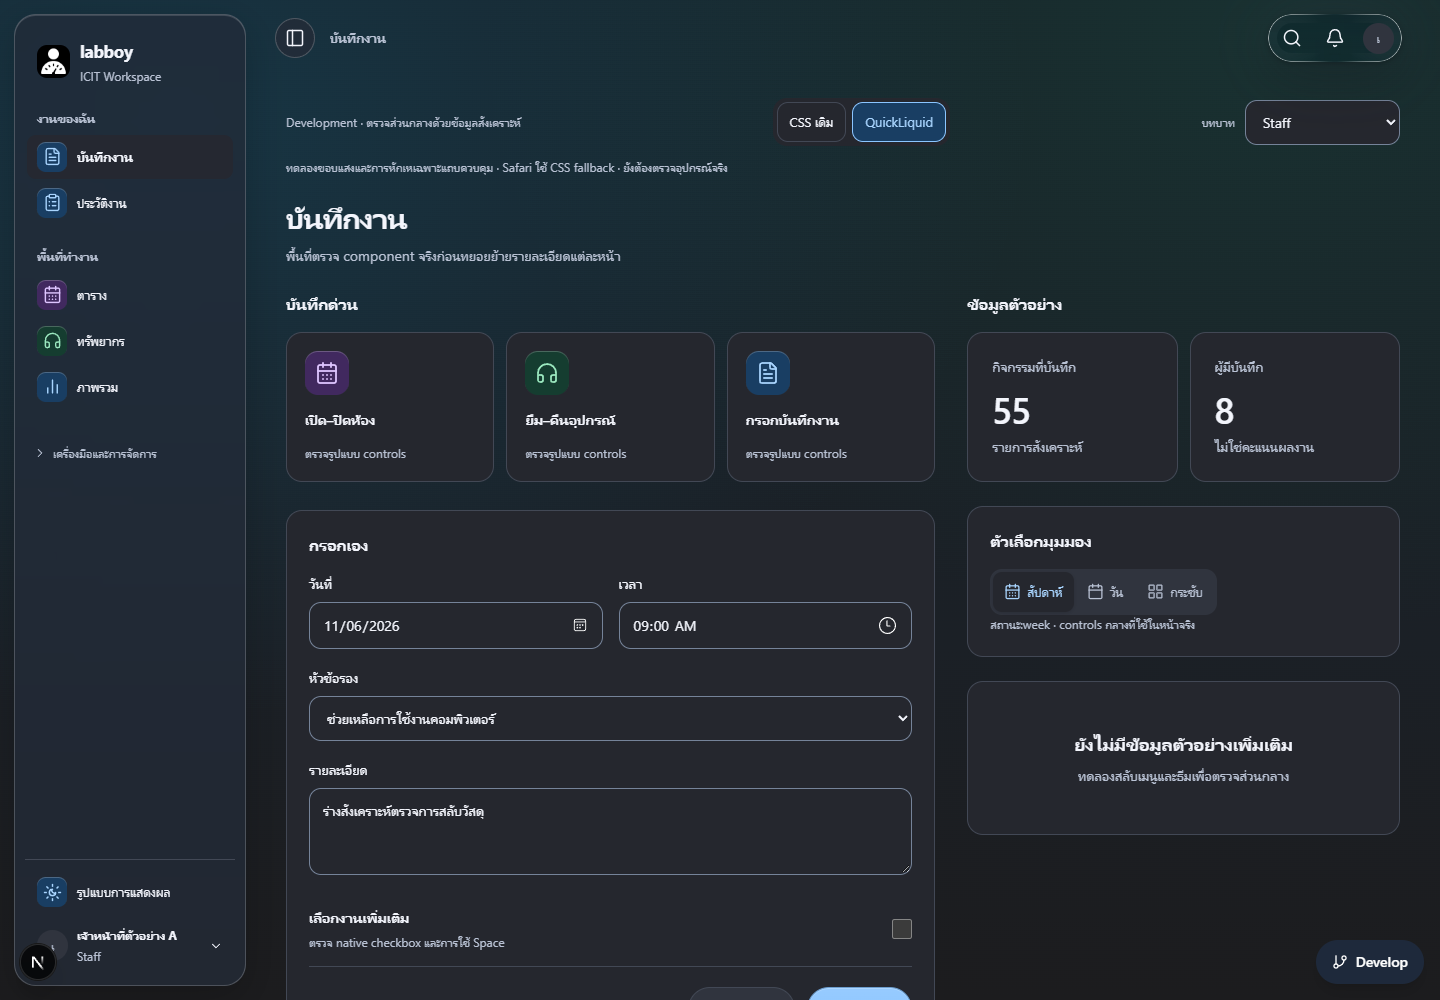 labboy
ICIT Workspace
งานของฉัน
บันทึกงาน
ประวัติงาน
พื้นที่ทำงาน
ตาราง
ทรัพยากร
ภาพรวม
เครื่องมือและการจัดการ
รูปแบบการแสดงผล
เจ้าหน้าที่ตัวอย่าง A
Staff
N
บันทึกงาน
Development · ตรวจส่วนกลางด้วยข้อมูลสังเคราะห์
CSS เดิม
QuickLiquid
บทบาท
Staff
ทดลองขอบแสงและการหักเหเฉพาะแถบควบคุม · Safari ใช้ CSS fallback · ยังต้องตรวจอุปกรณ์จริง
บันทึกงาน
พื้นที่ตรวจ component จริงก่อนทยอยย้ายรายละเอียดแต่ละหน้า
บันทึกด่วน
เปิด–ปิดห้อง
ตรวจรูปแบบ controls
ยืม–คืนอุปกรณ์
ตรวจรูปแบบ controls
กรอกบันทึกงาน
ตรวจรูปแบบ controls
ข้อมูลตัวอย่าง
กิจกรรมที่บันทึก
55
รายการสังเคราะห์
ผู้มีบันทึก
8
ไม่ใช่คะแนนผลงาน
กรอกเอง
วันที่
11/06/2026
เวลา
09:00 AM
หัวข้อรอง
ช่วยเหลือการใช้งานคอมพิวเตอร์
รายละเอียด
ร่างสังเคราะห์ตรวจการสลับวัสดุ
เลือกงานเพิ่มเติม
ตรวจ native checkbox และการใช้ Space
ตัวเลือกมุมมอง
สัปดาห์
วัน
กระชับ
สถานะweek · controls กลางที่ใช้ในหน้าจริง
ยังไม่มีข้อมูลตัวอย่างเพิ่มเติม
ทดลองสลับเมนูและธีมเพื่อตรวจส่วนกลาง
Develop